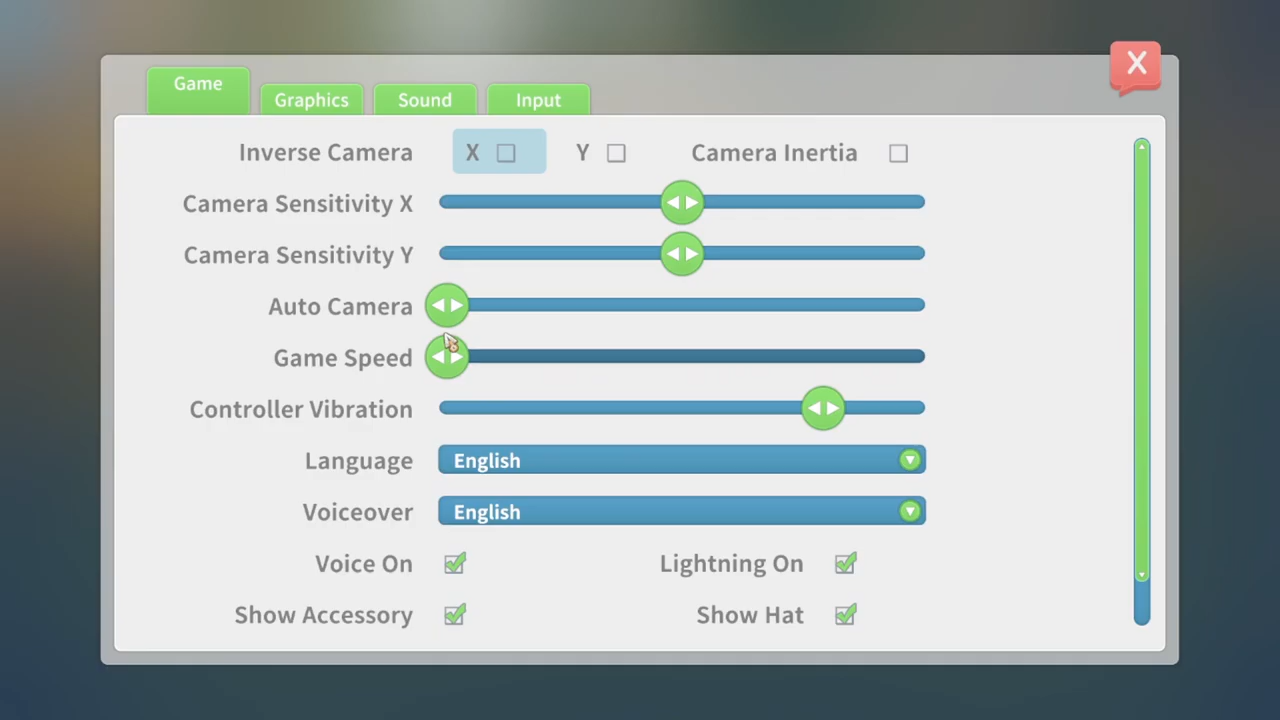 Game
Graphics
Sound
Input
X
Inverse Camera X Y Camera Inertia
Camera Sensitivity X
Camera Sensitivity Y
Auto Camera
Game Speed
Controller Vibration
Language English
Voiceover English
Voice On Lightning On
Show Accessory Show Hat